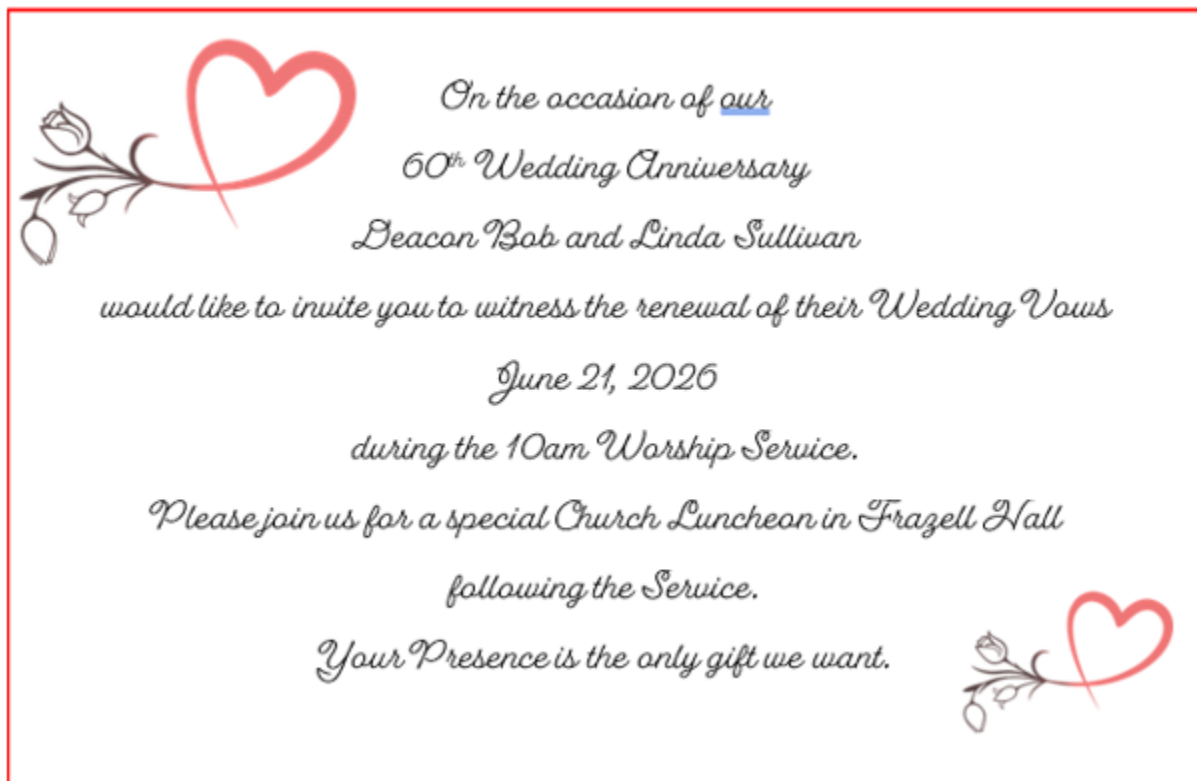 On the occasion of our
60th Wedding Anniversary
Deacon Bob and Linda Sullivan
would like to invite you to witness the renewal of their Wedding Vows
June 21, 2026
during the 10am Worship Service.
Please join us for a special Church Luncheon in Frazell Hall
following the Service.
Your Presence is the only gift we want.